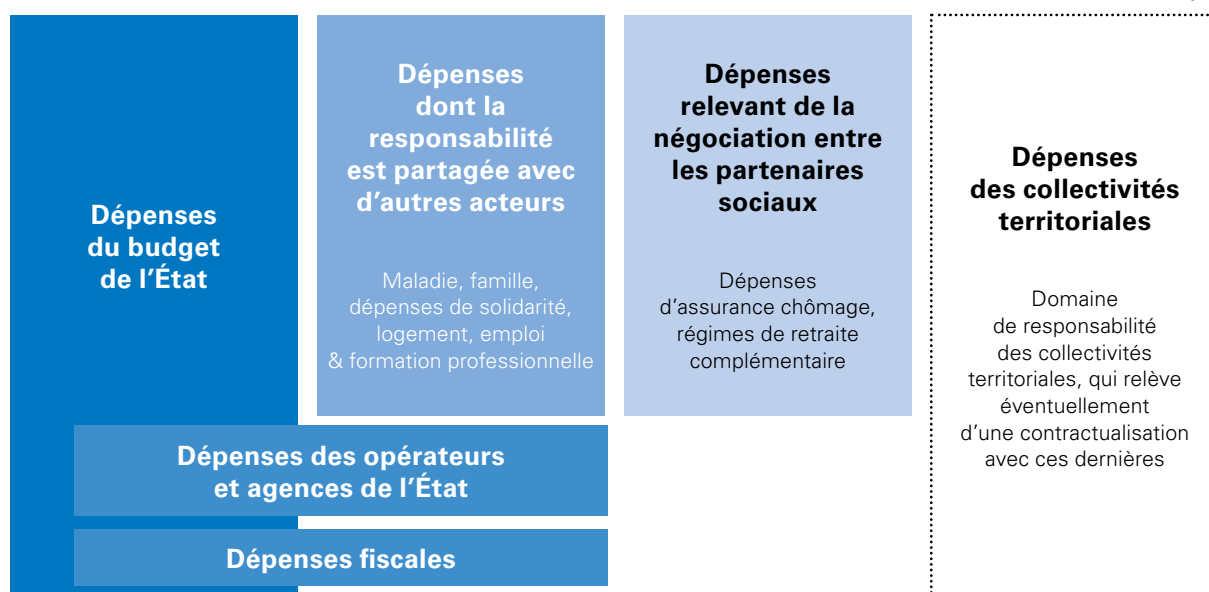 Dépenses
du budget
de l’État
Dépenses
dont la
responsabilité
est partagée avec
d’autres acteurs
Maladie, famille,
dépenses de solidarité,
logement, emploi
& formation professionnelle
Dépenses
relevant de la
négociation entre
les partenaires
sociaux
Dépenses
d’assurance chômage,
régimes de retraite
complémentaire
Dépenses
des collectivités
territoriales
Domaine
de responsabilité
des collectivités
territoriales, qui relève
éventuellement
d’une contractualisation
avec ces dernières
Dépenses des opérateurs
et agences de l’État
Dépenses fiscales